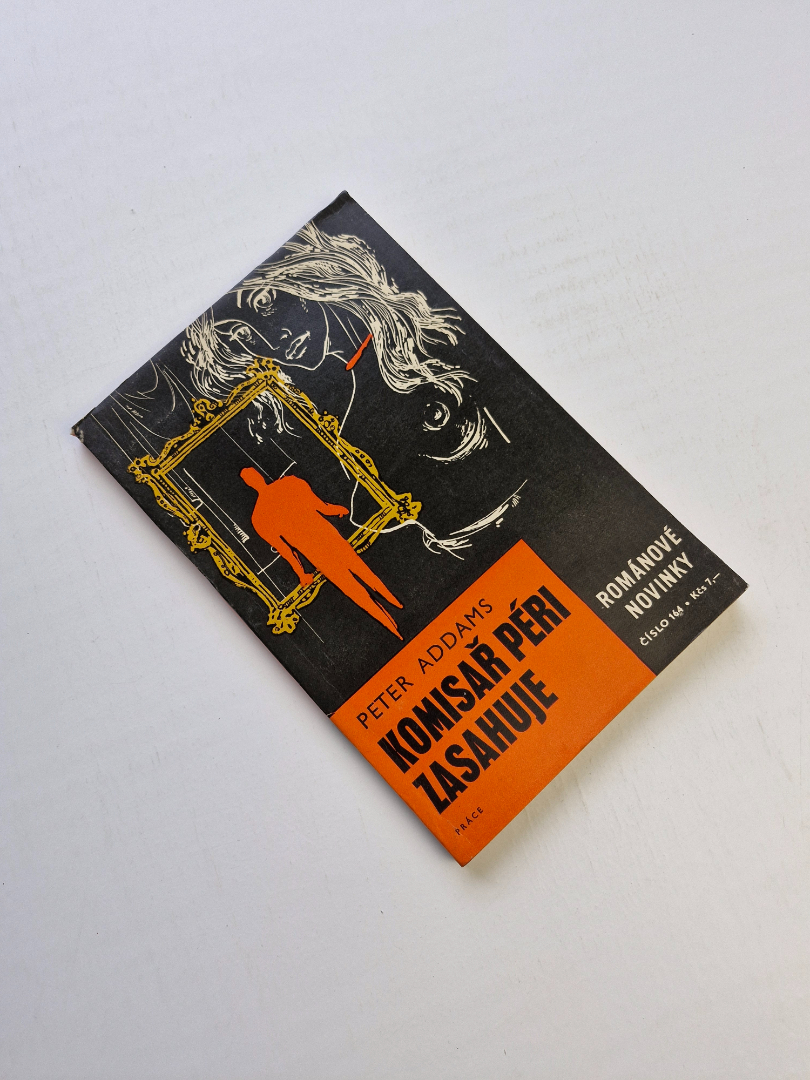 PETER ADDAMS
KOMISAŘ PÉRI
ZASAHUJE
PRÁCE
ROMÁNOVÉ
NOVINKY
ČÍSLO 164 • Kčs 7,—